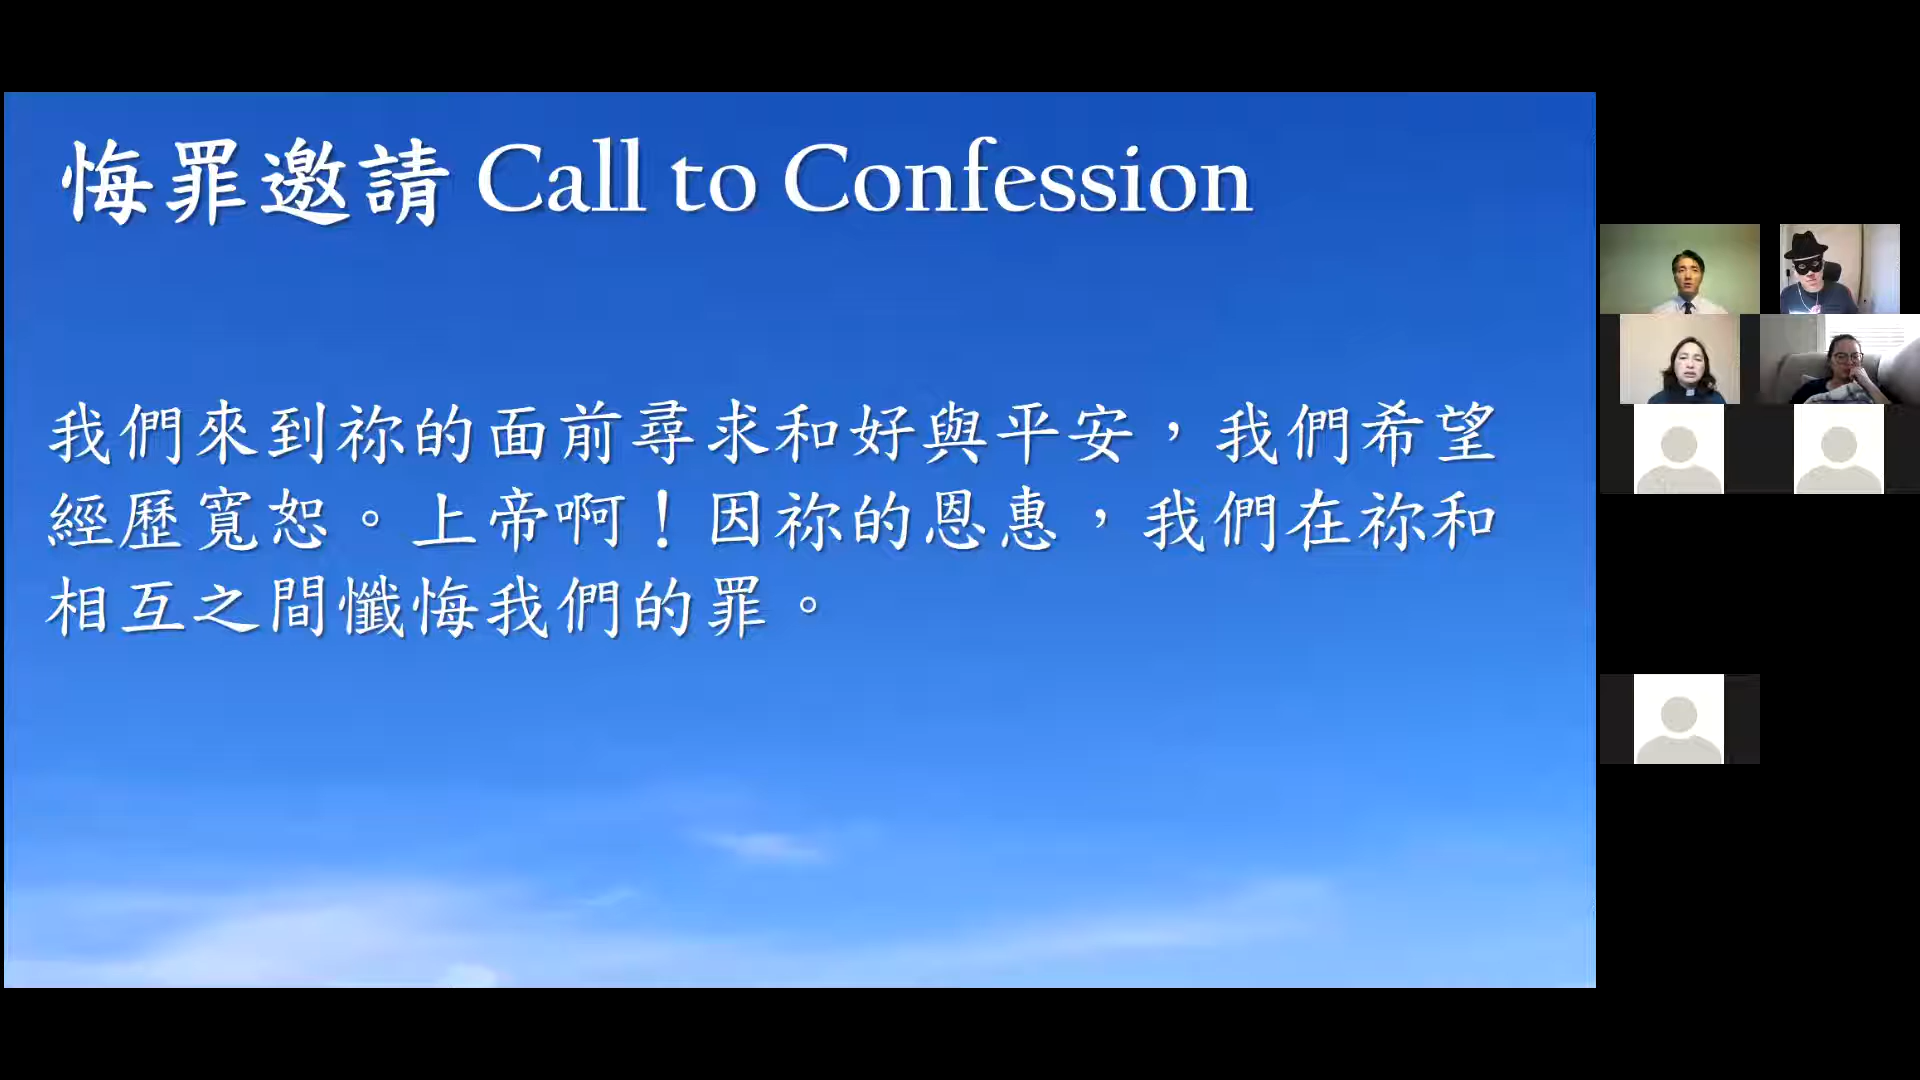 悔罪邀請 Call to Confession
我們來到祢的面前尋求和好與平安，我們希望
經歷寬恕。上帝啊！因祢的恩惠，我們在祢和
相互之間懺悔我們的罪。